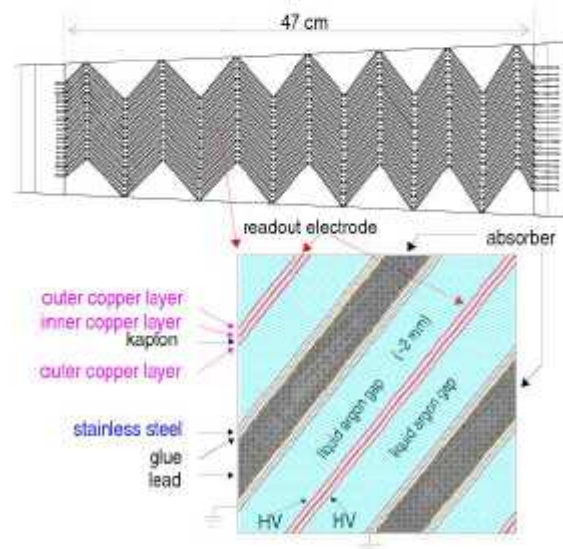 47 cm
readout electrode
absorber
outer copper layer
inner copper layer
kapton
outer copper layer
stainless steel
glue
lead
liquid argon gap
(~2 mm)
liquid argon gap
HV
HV